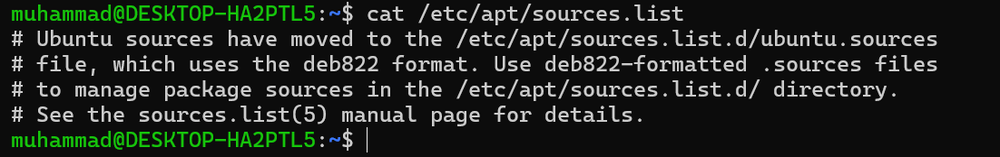 muhammad@DESKTOP-HA2PTL5:~$ cat /etc/apt/sources.list
# Ubuntu sources have moved to the /etc/apt/sources.list.d/ubuntu.sources
# file, which uses the deb822 format. Use deb822-formatted .sources files
# to manage package sources in the /etc/apt/sources.list.d/ directory.
# See the sources.list(5) manual page for details.
muhammad@DESKTOP-HA2PTL5:~$